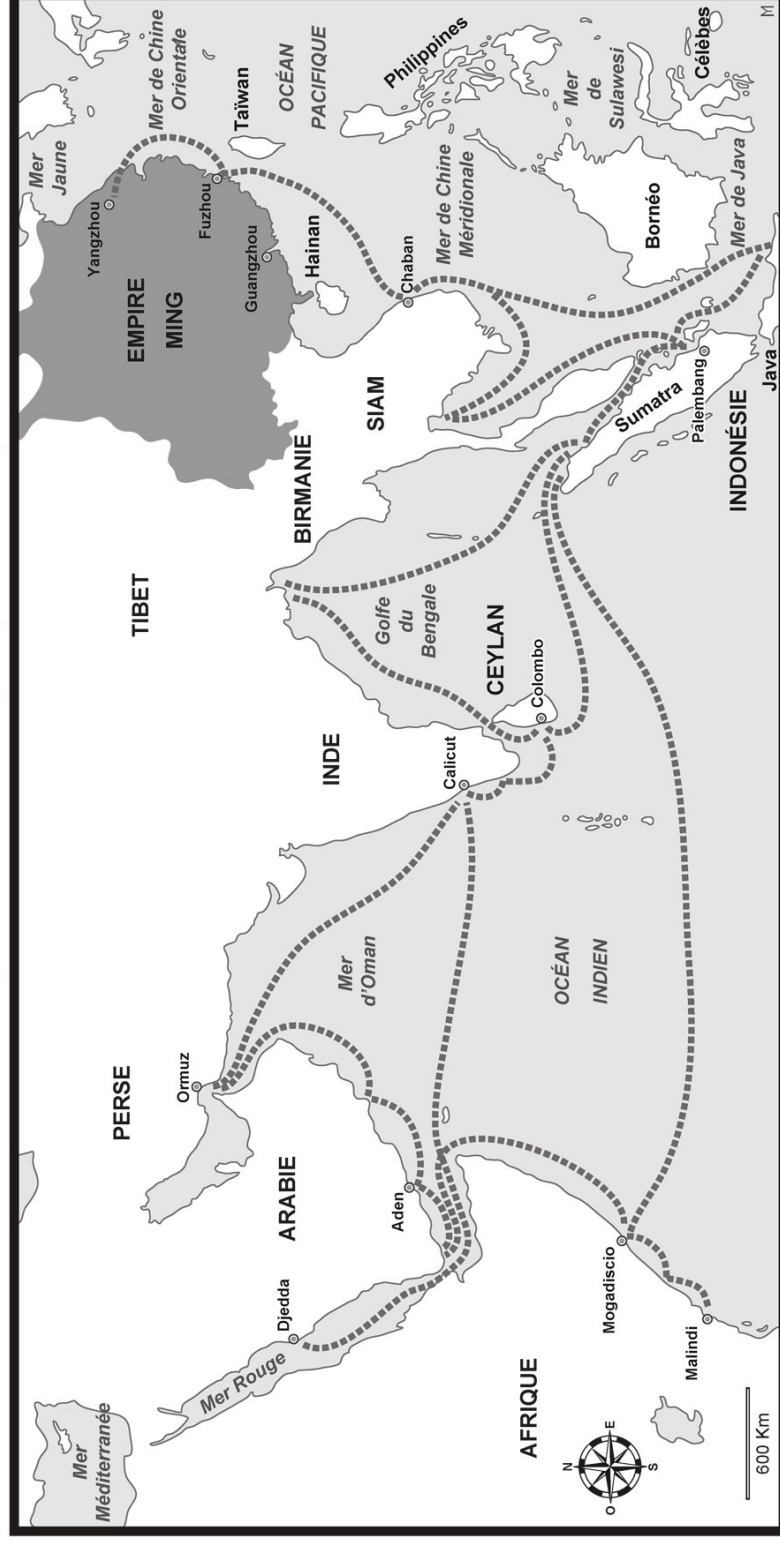 Mer
Méditerranée
Mer Rouge
Djedda
ARABIE
Aden
PERSE
Ormuz
Mer
d'Oman
AFRIQUE
Mogadiscio
Malindi
N
O
E
S
600 Km
OCÉAN
INDIEN
INDE
Calicut
CEYLAN
Colombo
Golfe
du
Bengale
TIBET
BIRMANIE
SIAM
EMPIRE
MING
Yangzhou
Fuzhou
Guangzhou
Hainan
Chaban
Mer
Jaune
Mer de Chine
Orientale
Taïwan
OCÉAN
PACIFIQUE
Philippines
Mer de Chine
Méridionale
Mer
de
Sulawesi
Célèbes
Bornéo
Mer de Java
Sumatra
Palembang
INDONÉSIE
Java
M